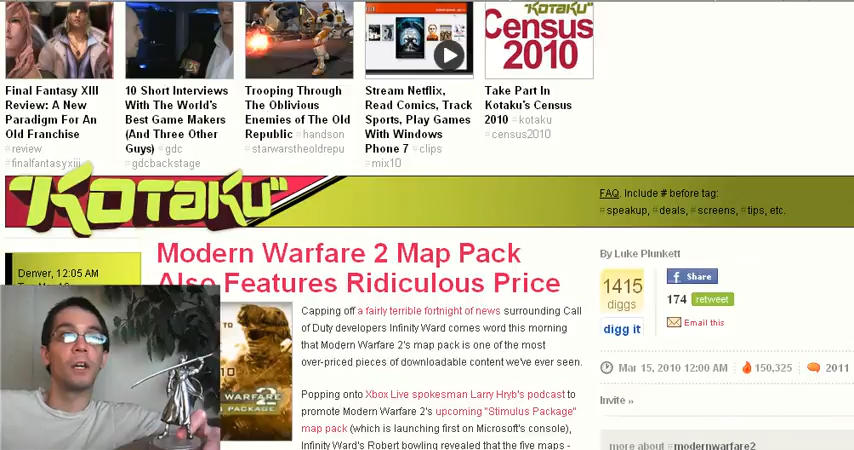 KOTAKU
Census
2010
Final Fantasy XIII
Review: A New
Paradigm For An
Old Franchise
#review
#finalfantasyxiii
10 Short Interviews
With The World's
Best Game Makers
(And Three Other
Guys) #gdc
#gdcbackstage
Trooping Through
The Oblivious
Enemies of The Old
Republic #handson
#starwarstheoldrepu
Stream Netflix,
Read Comics, Track
Sports, Play Games
With Windows
Phone 7 #clips
#mix10
Take Part In
Kotaku's Census
2010 #kotaku
#census2010
KOTAKU
FAQ. Include # before tag:
#speakup, #deals, #screens, #tips, etc.
Denver, 12:05 AM
Modern Warfare 2 Map Pack
Also Features Ridiculous Price
By Luke Plunkett
1415
diggs
digg it
Share
174 retweet
Email this
Mar 15, 2010 12:00 AM 150,325 2011
Invite »
more about #modernwarfare2
WARFARE
2
PACKAGE
Capping off a fairly terrible fortnight of news surrounding Call
of Duty developers Infinity Ward comes word this morning
that Modern Warfare 2's map pack is one of the most
over-priced pieces of downloadable content we've ever seen.
Popping onto Xbox Live spokesman Larry Hryb's podcast to
promote Modern Warfare 2's upcoming "Stimulus Package"
map pack (which is launching first on Microsoft's console),
Infinity Ward's Robert bowling revealed that the five maps -